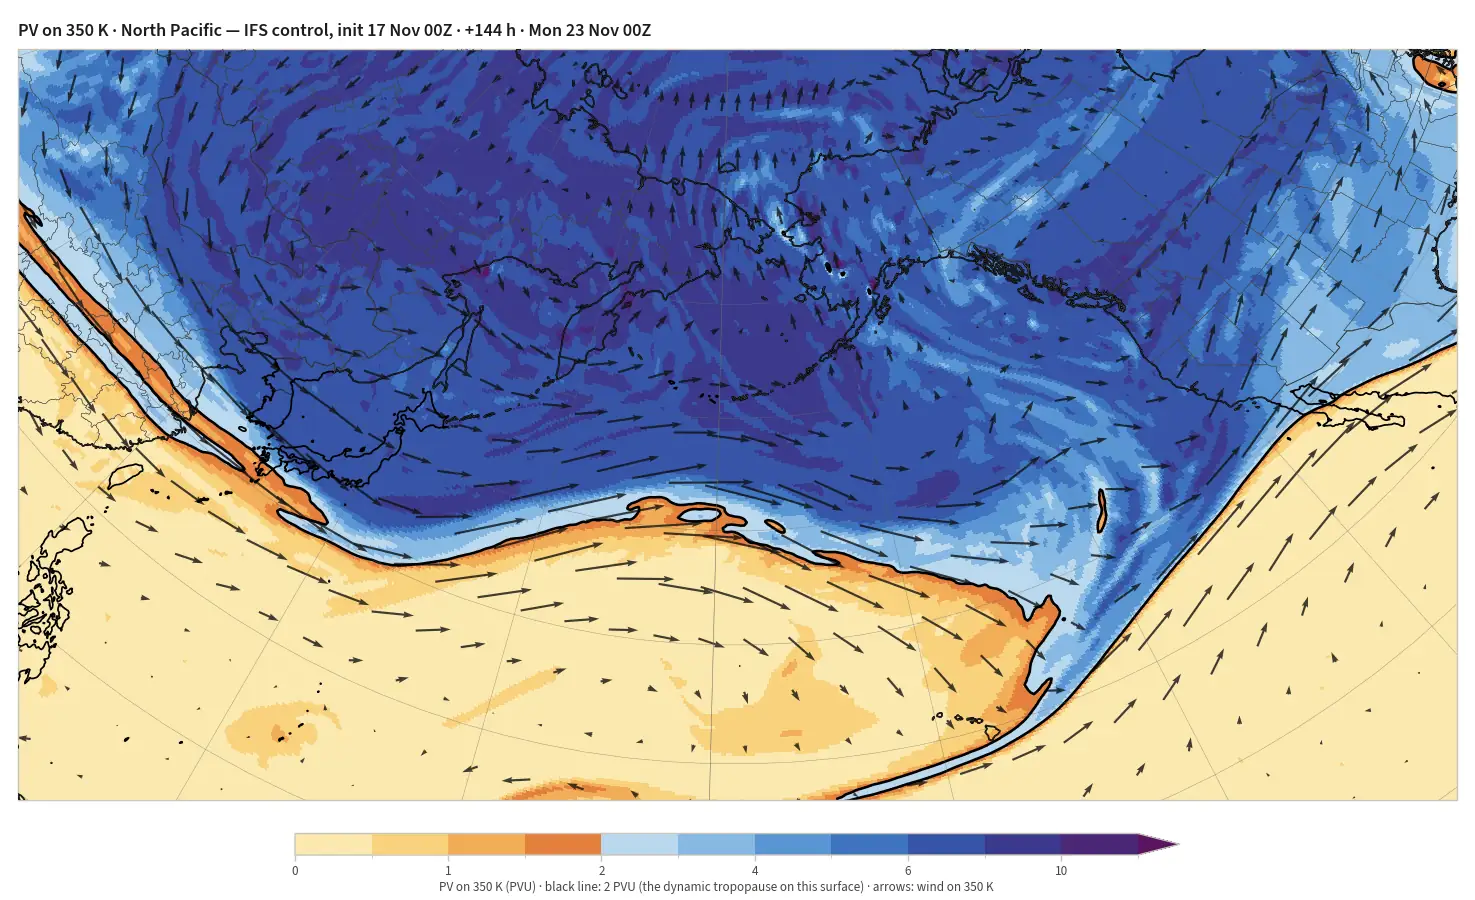 PV on 350 K · North Pacific — IFS control, init 17 Nov 00Z · +144 h · Mon 23 Nov 00Z
0 1 2 4 6 10
PV on 350 K (PVU) · black line: 2 PVU (the dynamic tropopause on this surface) · arrows: wind on 350 K